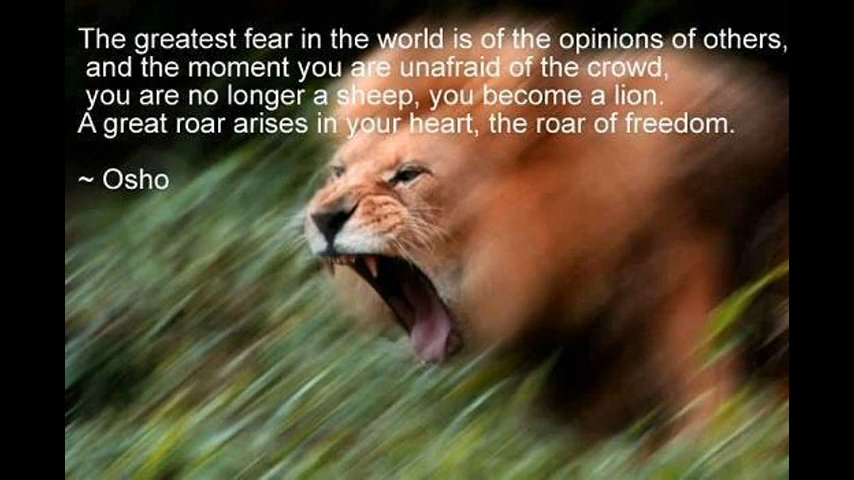 The greatest fear in the world is of the opinions of others,
and the moment you are unafraid of the crowd,
you are no longer a sheep, you become a lion.
A great roar arises in your heart, the roar of freedom.
~ Osho